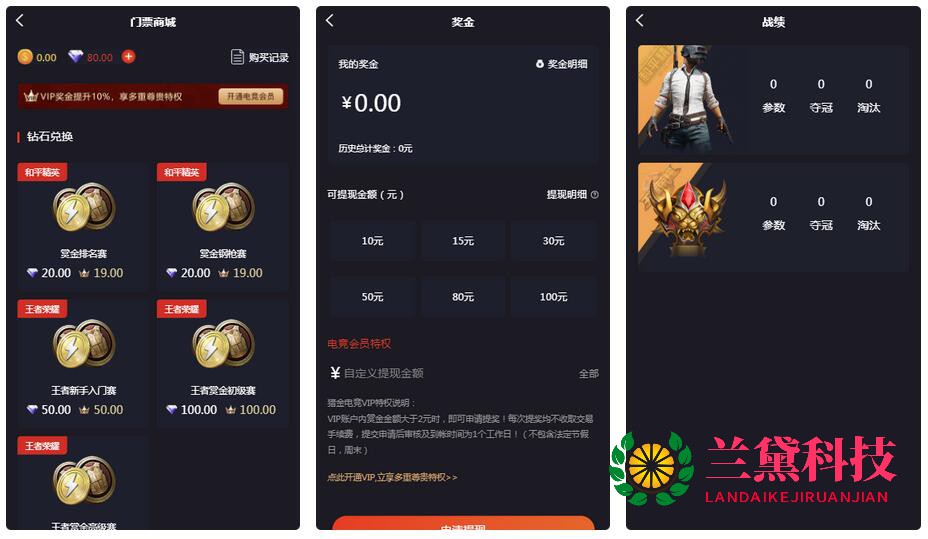 门票商城
0.00
80.00
购买记录
VIP奖金提升10%，享多重尊贵特权
开通电竞会员
钻石兑换
和平精英
赏金排名赛
20.00
19.00
和平精英
赏金钢枪赛
20.00
19.00
王者荣耀
王者新手入门赛
50.00
50.00
王者荣耀
王者赏金初级赛
100.00
100.00
王者荣耀
王者赏金高级赛
奖金
我的奖金
奖金明细
¥0.00
历史总计奖金：0元
可提现金额（元）
提现明细
10元
15元
30元
50元
80元
100元
电竞会员特权
¥自定义提现金额
全部
猪金电竞VIP特权说明：
VIP账户内赏金金额大于2元时，即可申请提奖！每次提奖均不收取交易
手续费，提交申请后审核及到帐时间为1个工作日！（不包含法定节假
日，周末）
点此开通VIP,立享多重尊贵特权>>
申请提现
战绩
0
0
0
参数
夺冠
淘汰
0
0
0
参数
夺冠
淘汰
兰黛科技
LANDAIKEJIRUANJIAN